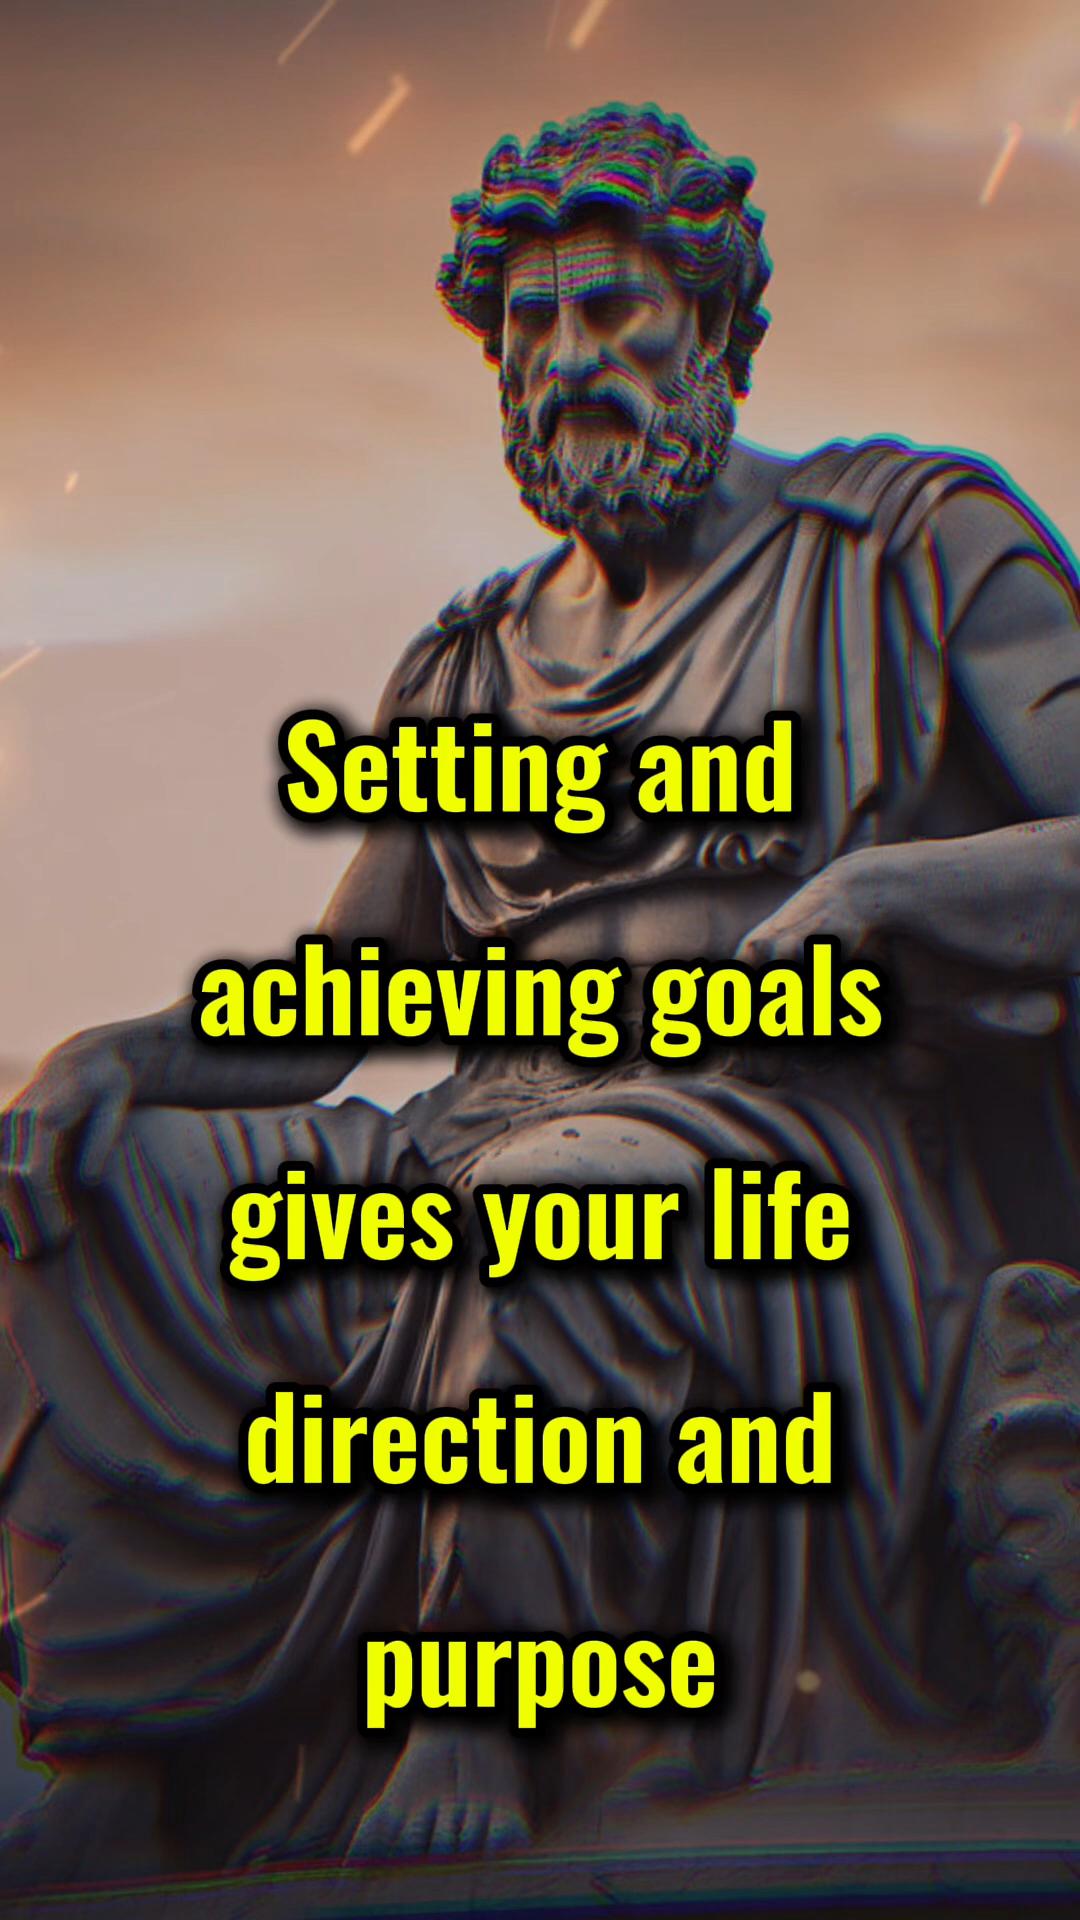 Setting and
achieving goals
gives your life
direction and
purpose